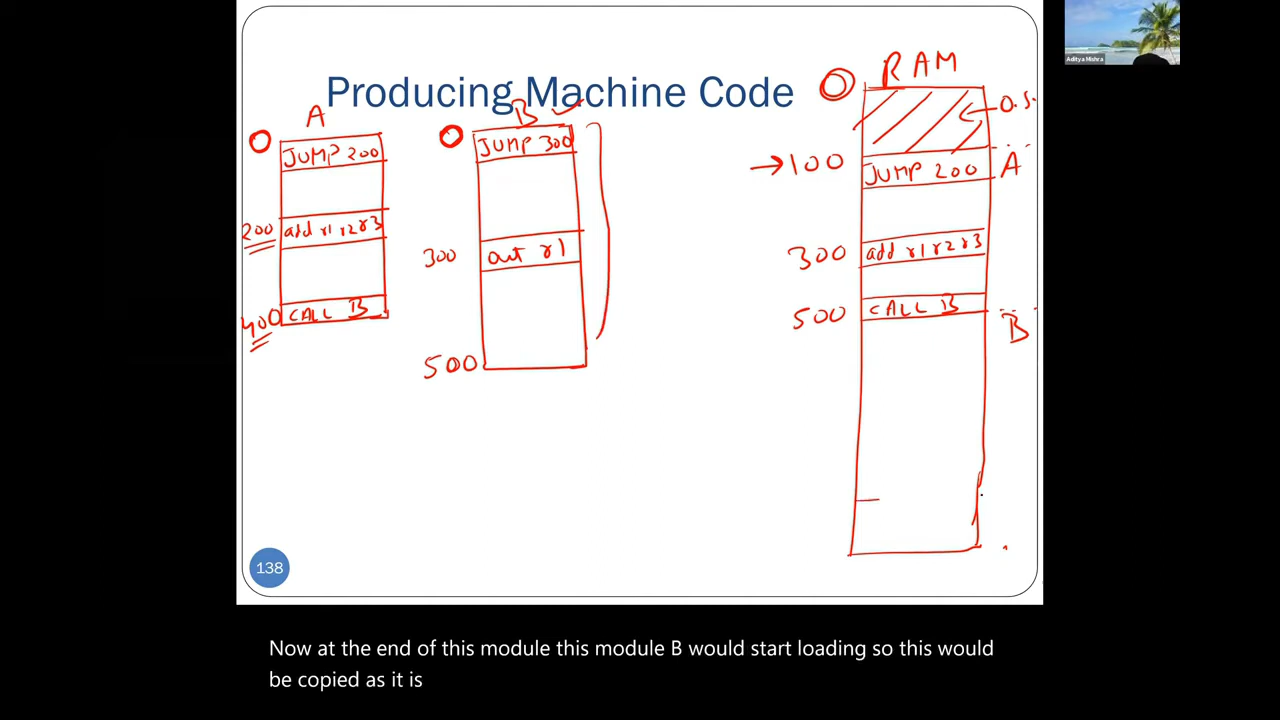 Producing Machine Code
A
0
JUMP 200
200
add r1 r2 r3
400
CALL B
B
0
JUMP 300
300
out r1
500
RAM
0
O.S.
100
JUMP 200
A
300
add r1 r2 r3
500
CALL B
B
138
Aditya Mishra
Now at the end of this module this module B would start loading so this would
be copied as it is